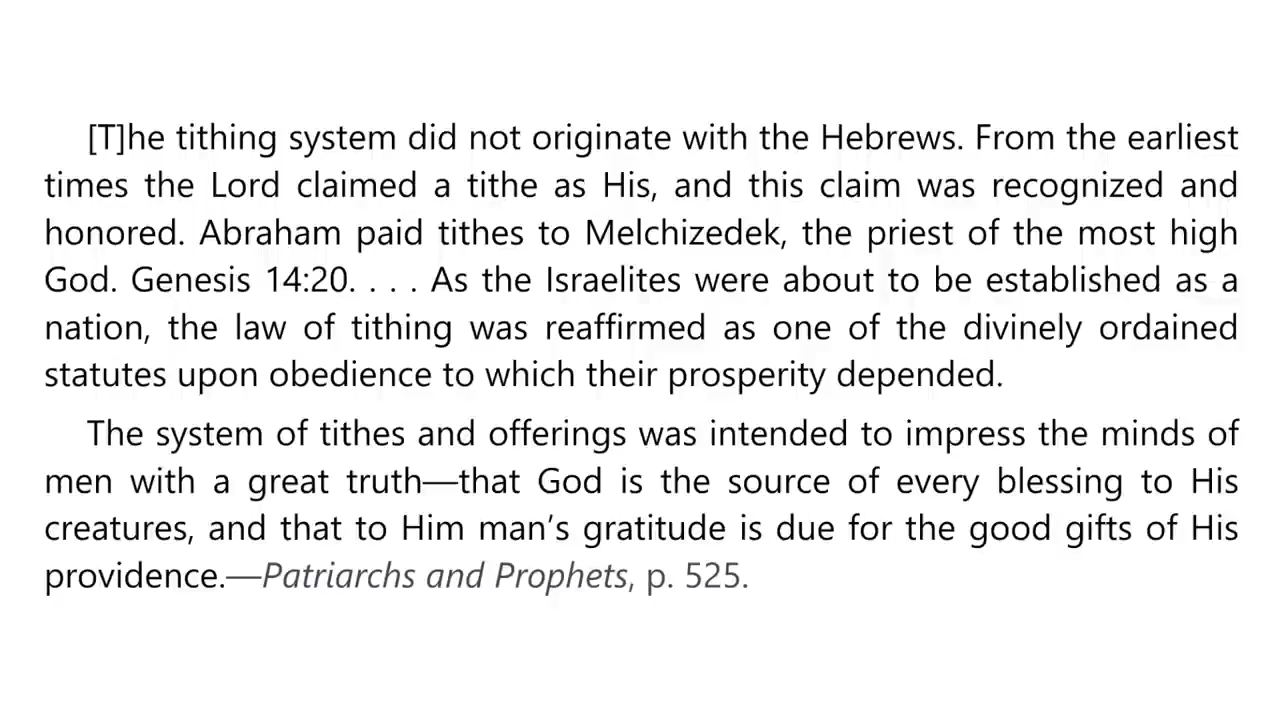 [T]he tithing system did not originate with the Hebrews. From the earliest
times the Lord claimed a tithe as His, and this claim was recognized and
honored. Abraham paid tithes to Melchizedek, the priest of the most high
God. Genesis 14:20. . . . As the Israelites were about to be established as a
nation, the law of tithing was reaffirmed as one of the divinely ordained
statutes upon obedience to which their prosperity depended.
The system of tithes and offerings was intended to impress the minds of
men with a great truth—that God is the source of every blessing to His
creatures, and that to Him man’s gratitude is due for the good gifts of His
providence.—Patriarchs and Prophets, p. 525.